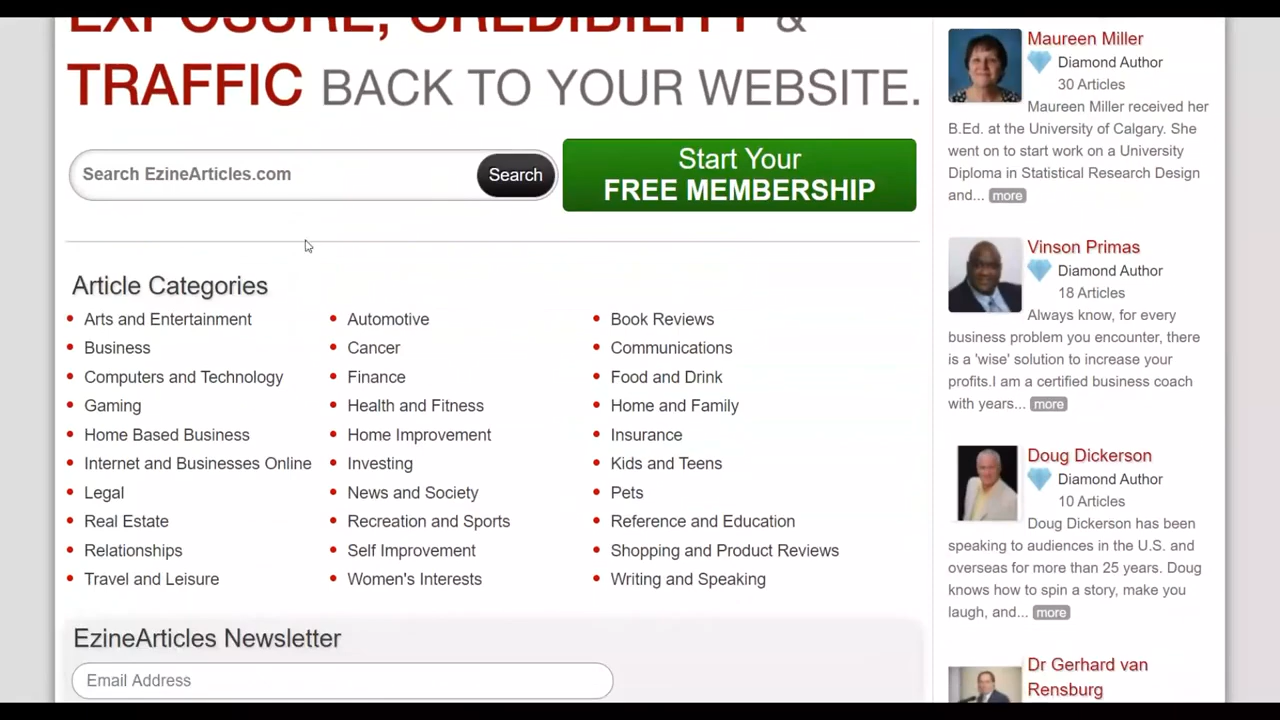 EXPOSURE, CREDIBILITY &
TRAFFIC BACK TO YOUR WEBSITE.
Search EzineArticles.com
Search
Start Your
FREE MEMBERSHIP
Article Categories
Arts and Entertainment
Business
Computers and Technology
Gaming
Home Based Business
Internet and Businesses Online
Legal
Real Estate
Relationships
Travel and Leisure
Automotive
Cancer
Finance
Health and Fitness
Home Improvement
Investing
News and Society
Recreation and Sports
Self Improvement
Women's Interests
Book Reviews
Communications
Food and Drink
Home and Family
Insurance
Kids and Teens
Pets
Reference and Education
Shopping and Product Reviews
Writing and Speaking
EzineArticles Newsletter
Email Address
Maureen Miller
Diamond Author
30 Articles
Maureen Miller received her
B.Ed. at the University of Calgary. She
went on to start work on a University
Diploma in Statistical Research Design
and... more
Vinson Primas
Diamond Author
18 Articles
Always know, for every
business problem you encounter, there
is a 'wise' solution to increase your
profits.I am a certified business coach
with years... more
Doug Dickerson
Diamond Author
10 Articles
Doug Dickerson has been
speaking to audiences in the U.S. and
overseas for more than 25 years. Doug
knows how to spin a story, make you
laugh, and... more
Dr Gerhard van
Rensburg